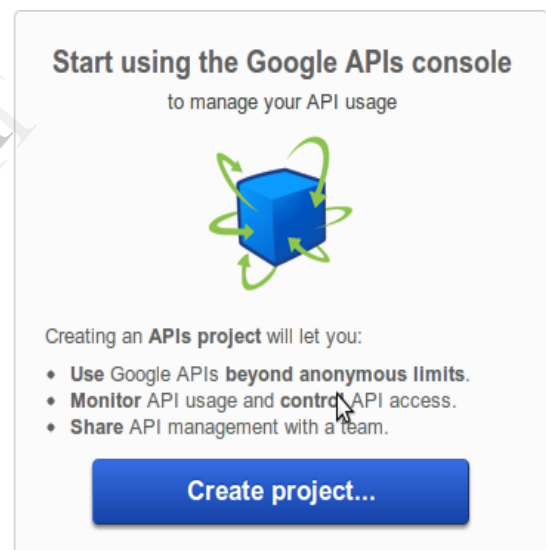 Start using the Google APIs console
to manage your API usage
Creating an APIs project will let you:
• Use Google APIs beyond anonymous limits.
• Monitor API usage and control API access.
• Share API management with a team.
Create project...